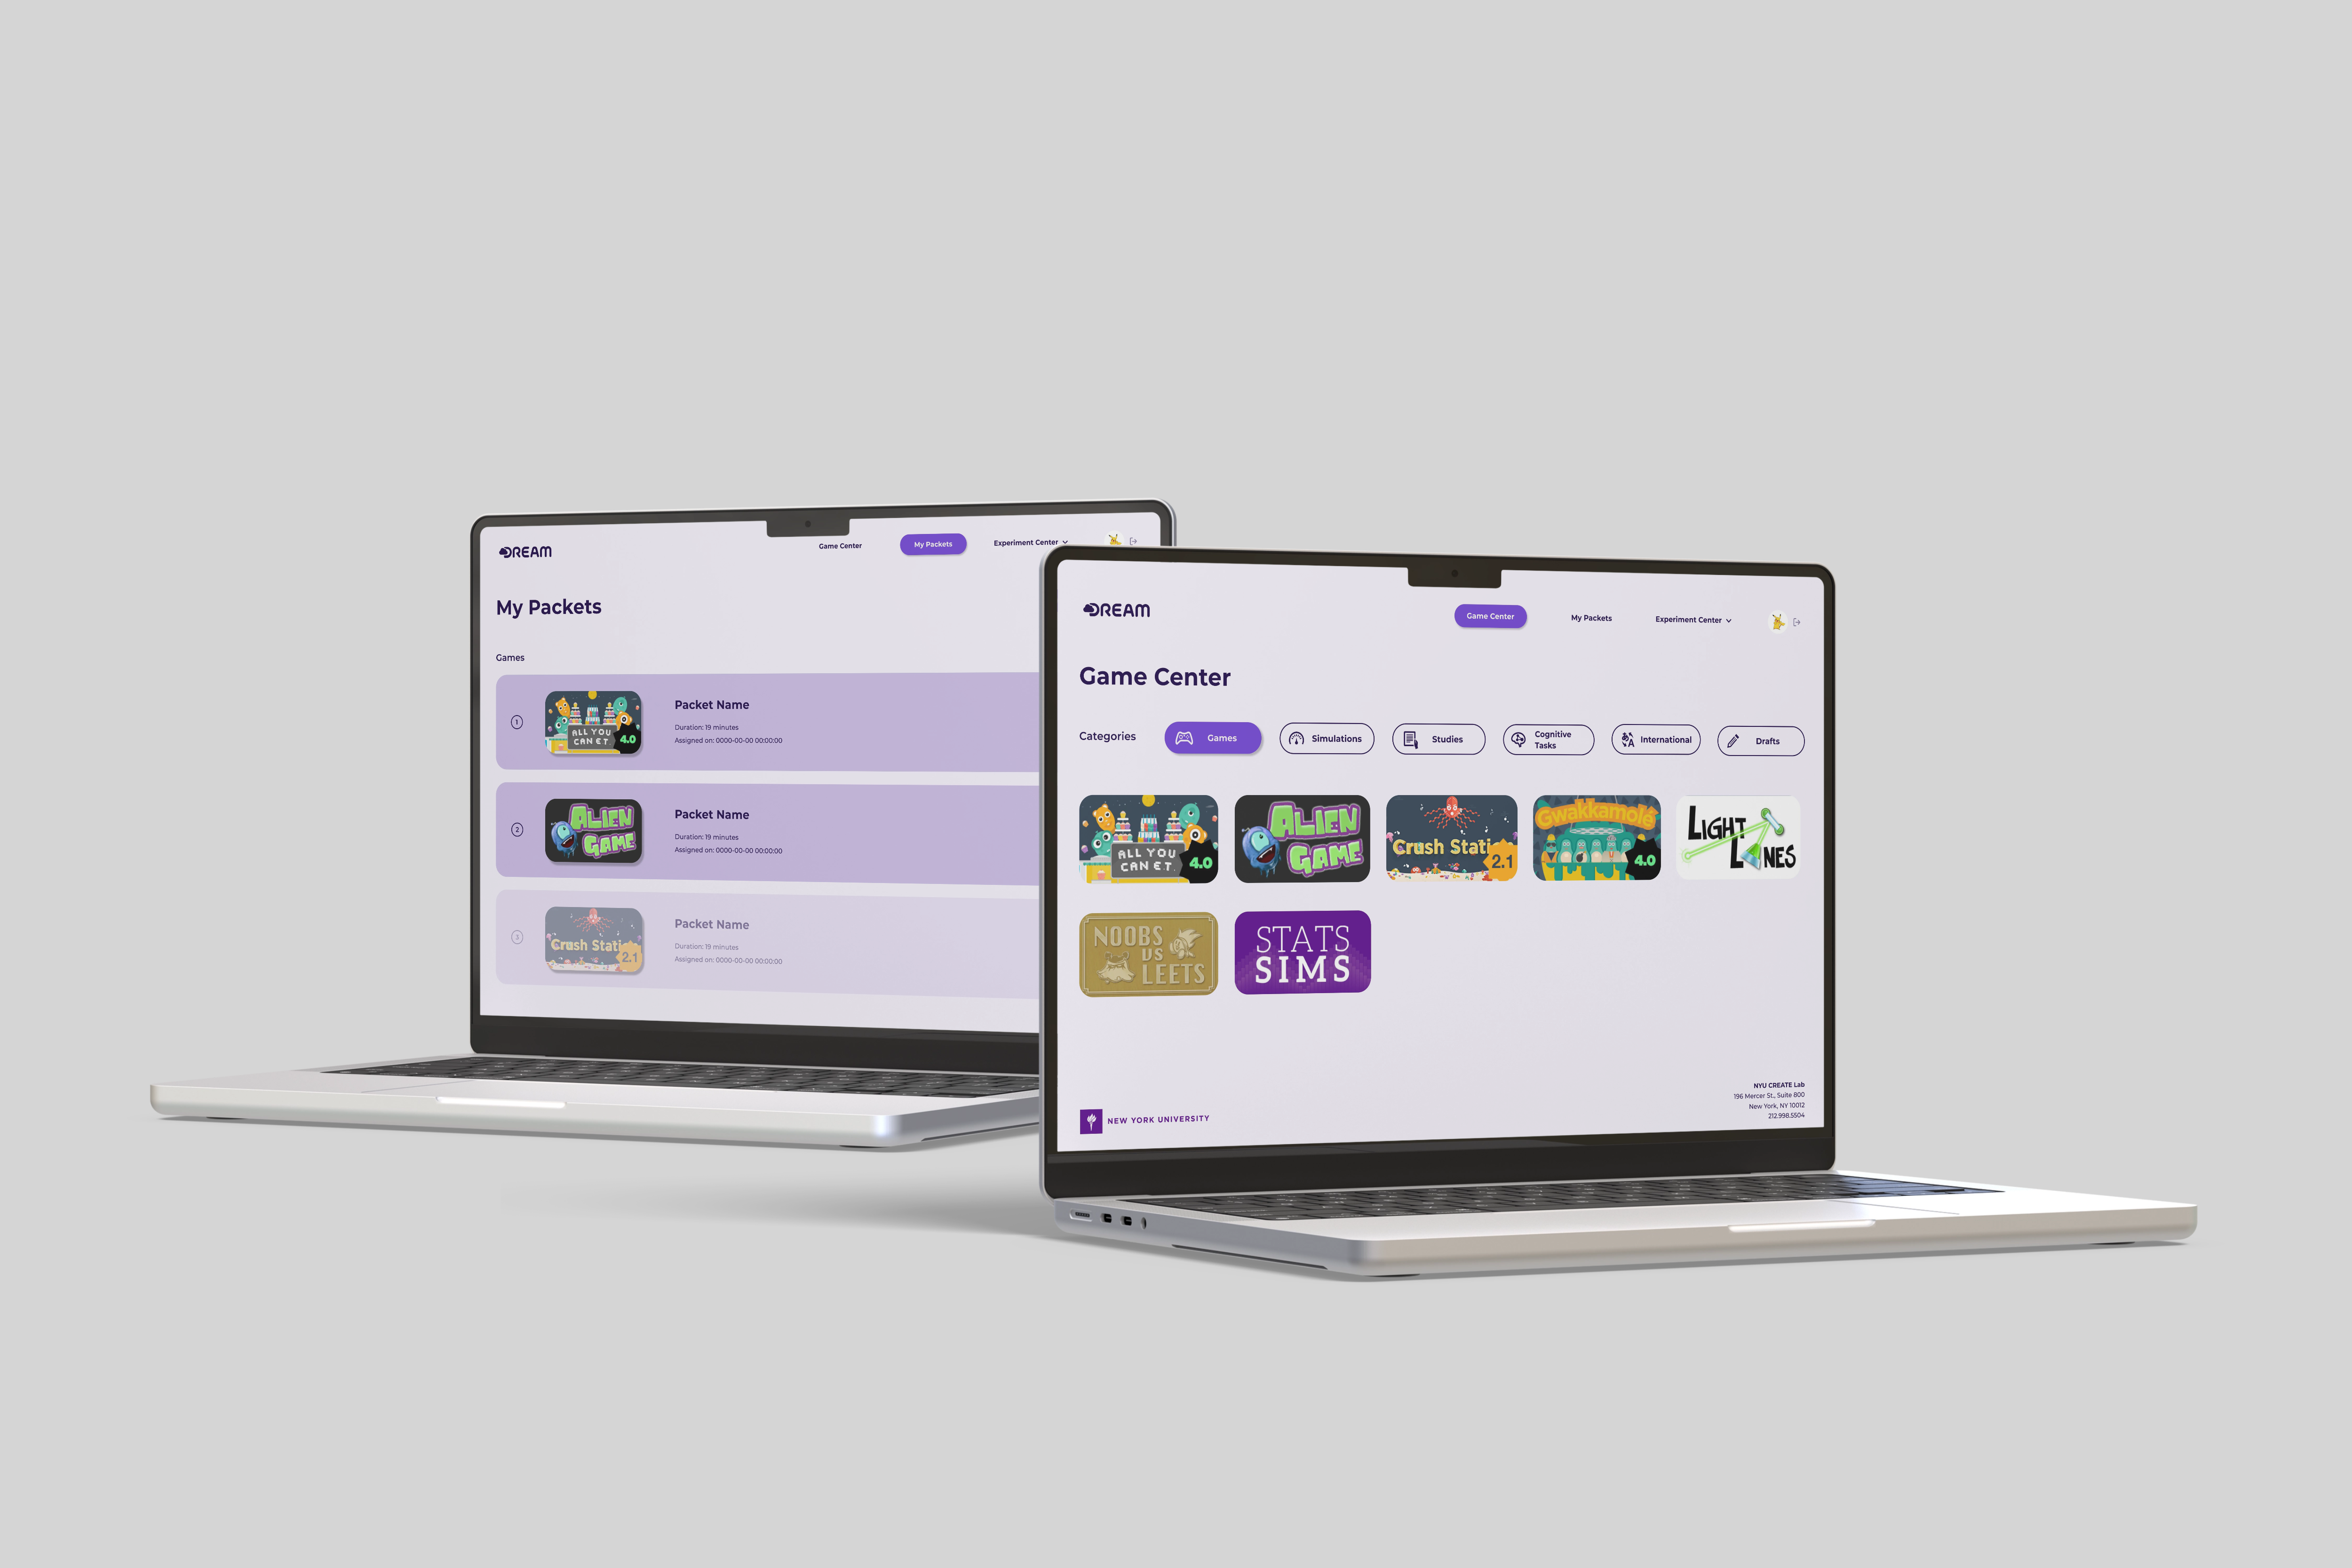 DREAM
Game Center
My Packets
Experiment Center
My Packets
Games
1
ALL YOU
CAN ET
4.0
Packet Name
Duration: 19 minutes
Assigned on: 0000-00-00 00:00:00
2
ALIEN
GAME
Packet Name
Duration: 19 minutes
Assigned on: 0000-00-00 00:00:00
3
Crush Stati
2.1
Packet Name
Duration: 19 minutes
Assigned on: 0000-00-00 00:00:00
DREAM
Game Center
My Packets
Experiment Center
Game Center
Categories
Games
Simulations
Studies
Cognitive
Tasks
International
Drafts
ALL YOU
CAN ET
4.0
ALIEN
GAME
Crush Stati
2.1
Gwakkamolé
4.0
LIGHT
LNES
NOOBS
VS
LEETS
STATS
SIMS
NEW YORK UNIVERSITY
NYU CREATE Lab
196 Mercer St., Suite 800
New York, NY 10012
212.998.5504